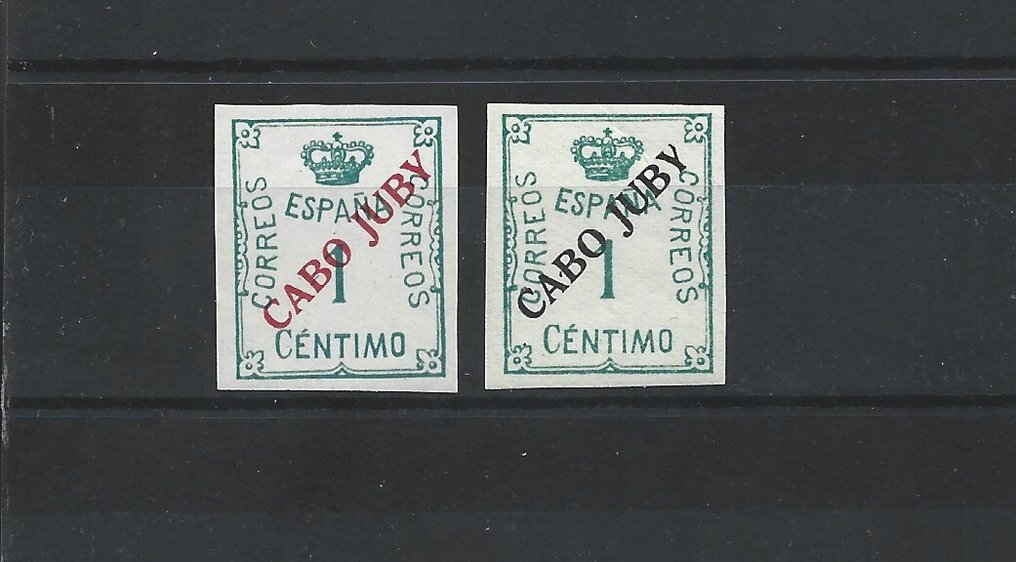 ESPAÑA
CORREOS
CORREOS
1
CÉNTIMO
CABO JUBY
ESPAÑA
CORREOS
CORREOS
1
CÉNTIMO
CABO JUBY